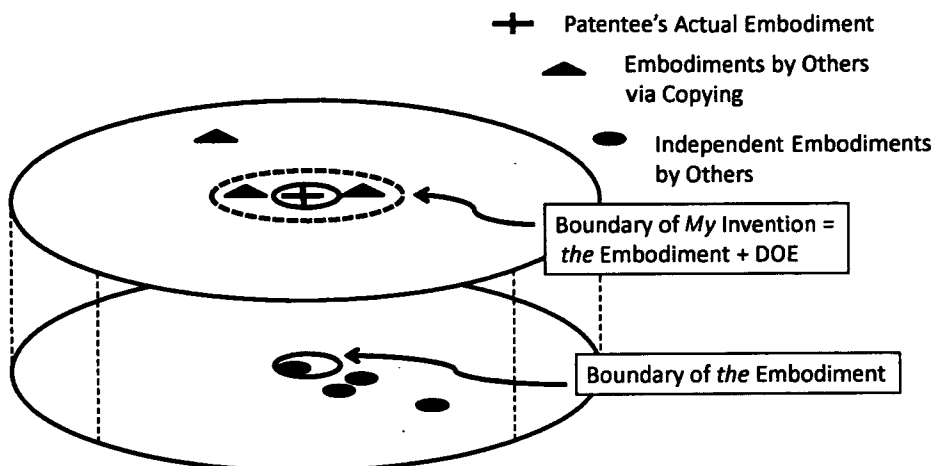 Patentee's Actual Embodiment
Embodiments by Others
via Copying
Independent Embodiments
by Others
Boundary of My Invention =
the Embodiment + DOE
Boundary of the Embodiment